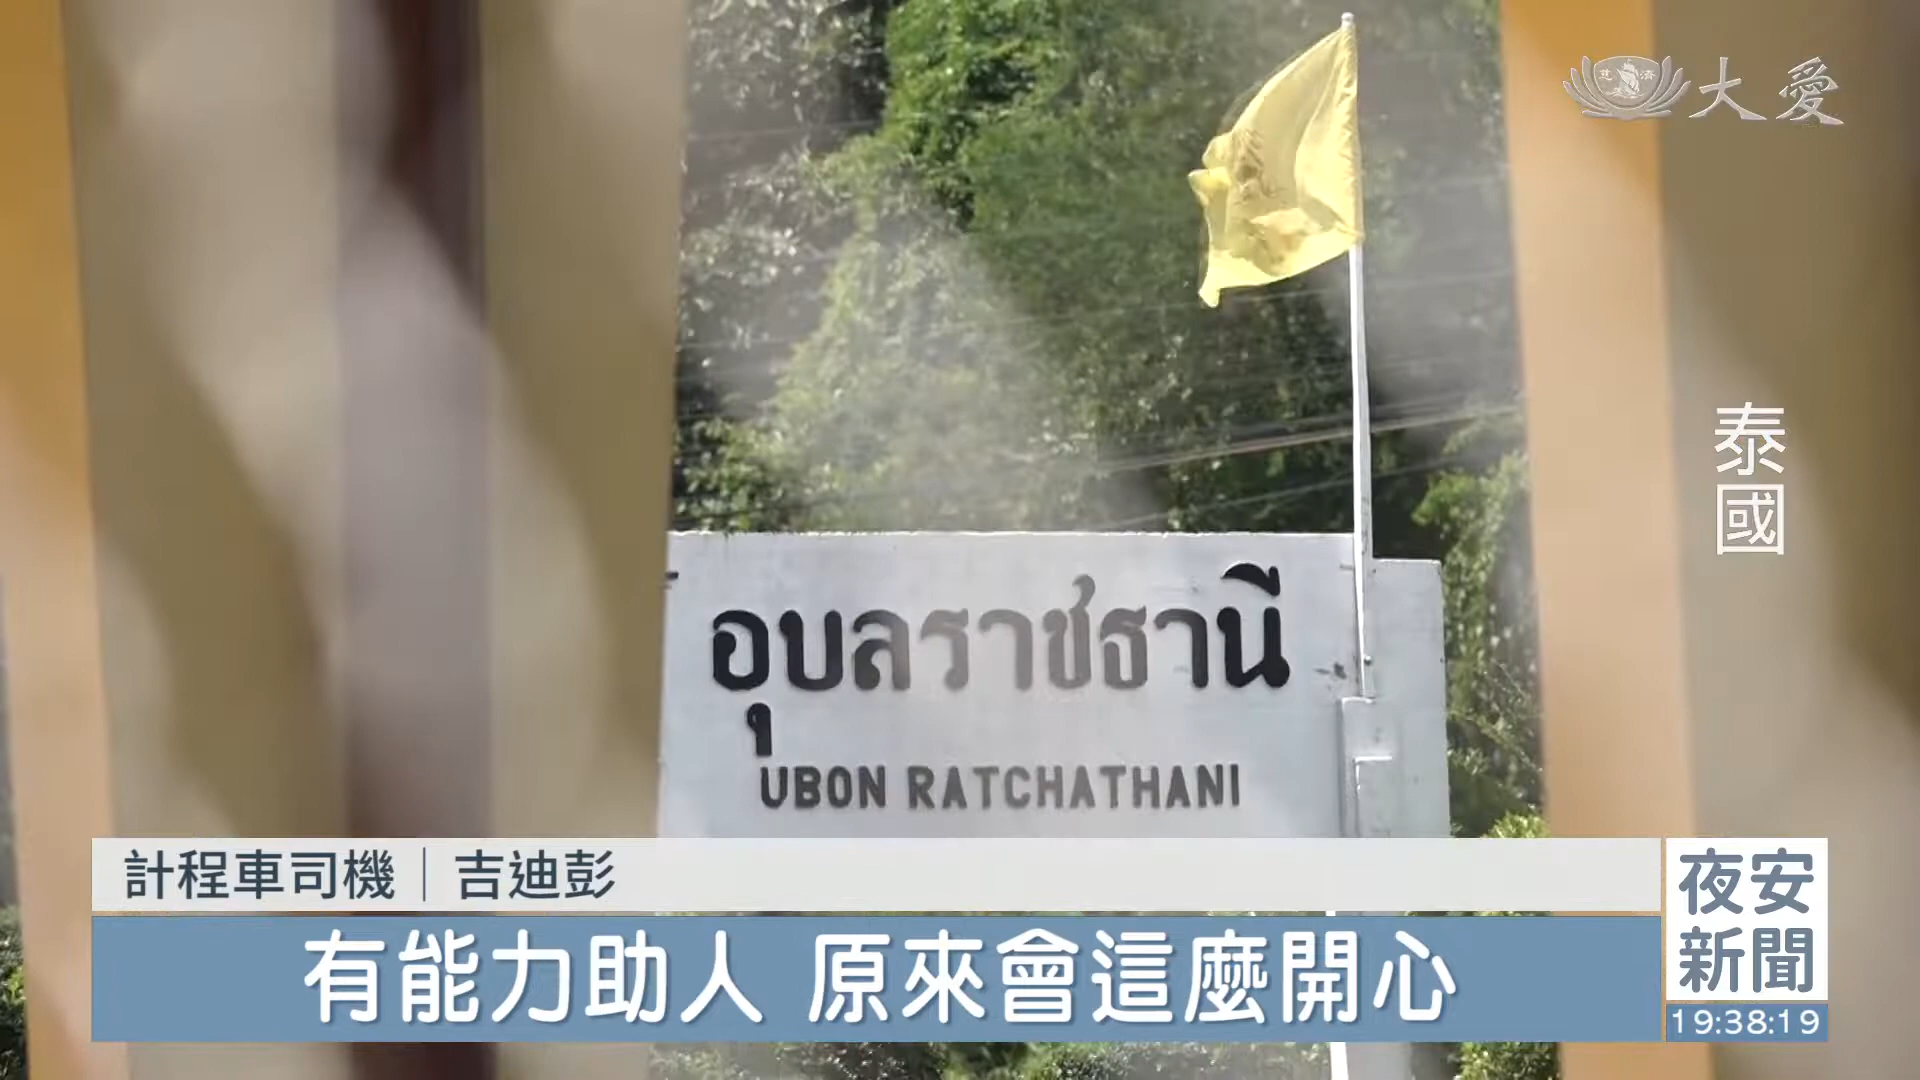 慈濟
大愛
泰國
อุบลราชธานี
UBON RATCHATHANI
計程車司機｜吉迪彭
有能力助人 原來會這麼開心
夜安
新聞
19:38:19